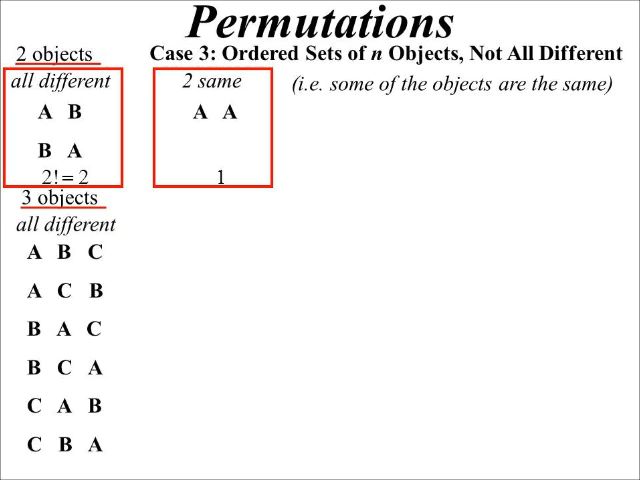 Permutations
Case 3: Ordered Sets of n Objects, Not All Different
2 objects
all different
A B
B A
2! = 2
2 same
A A
1
(i.e. some of the objects are the same)
3 objects
all different
A B C
A C B
B A C
B C A
C A B
C B A